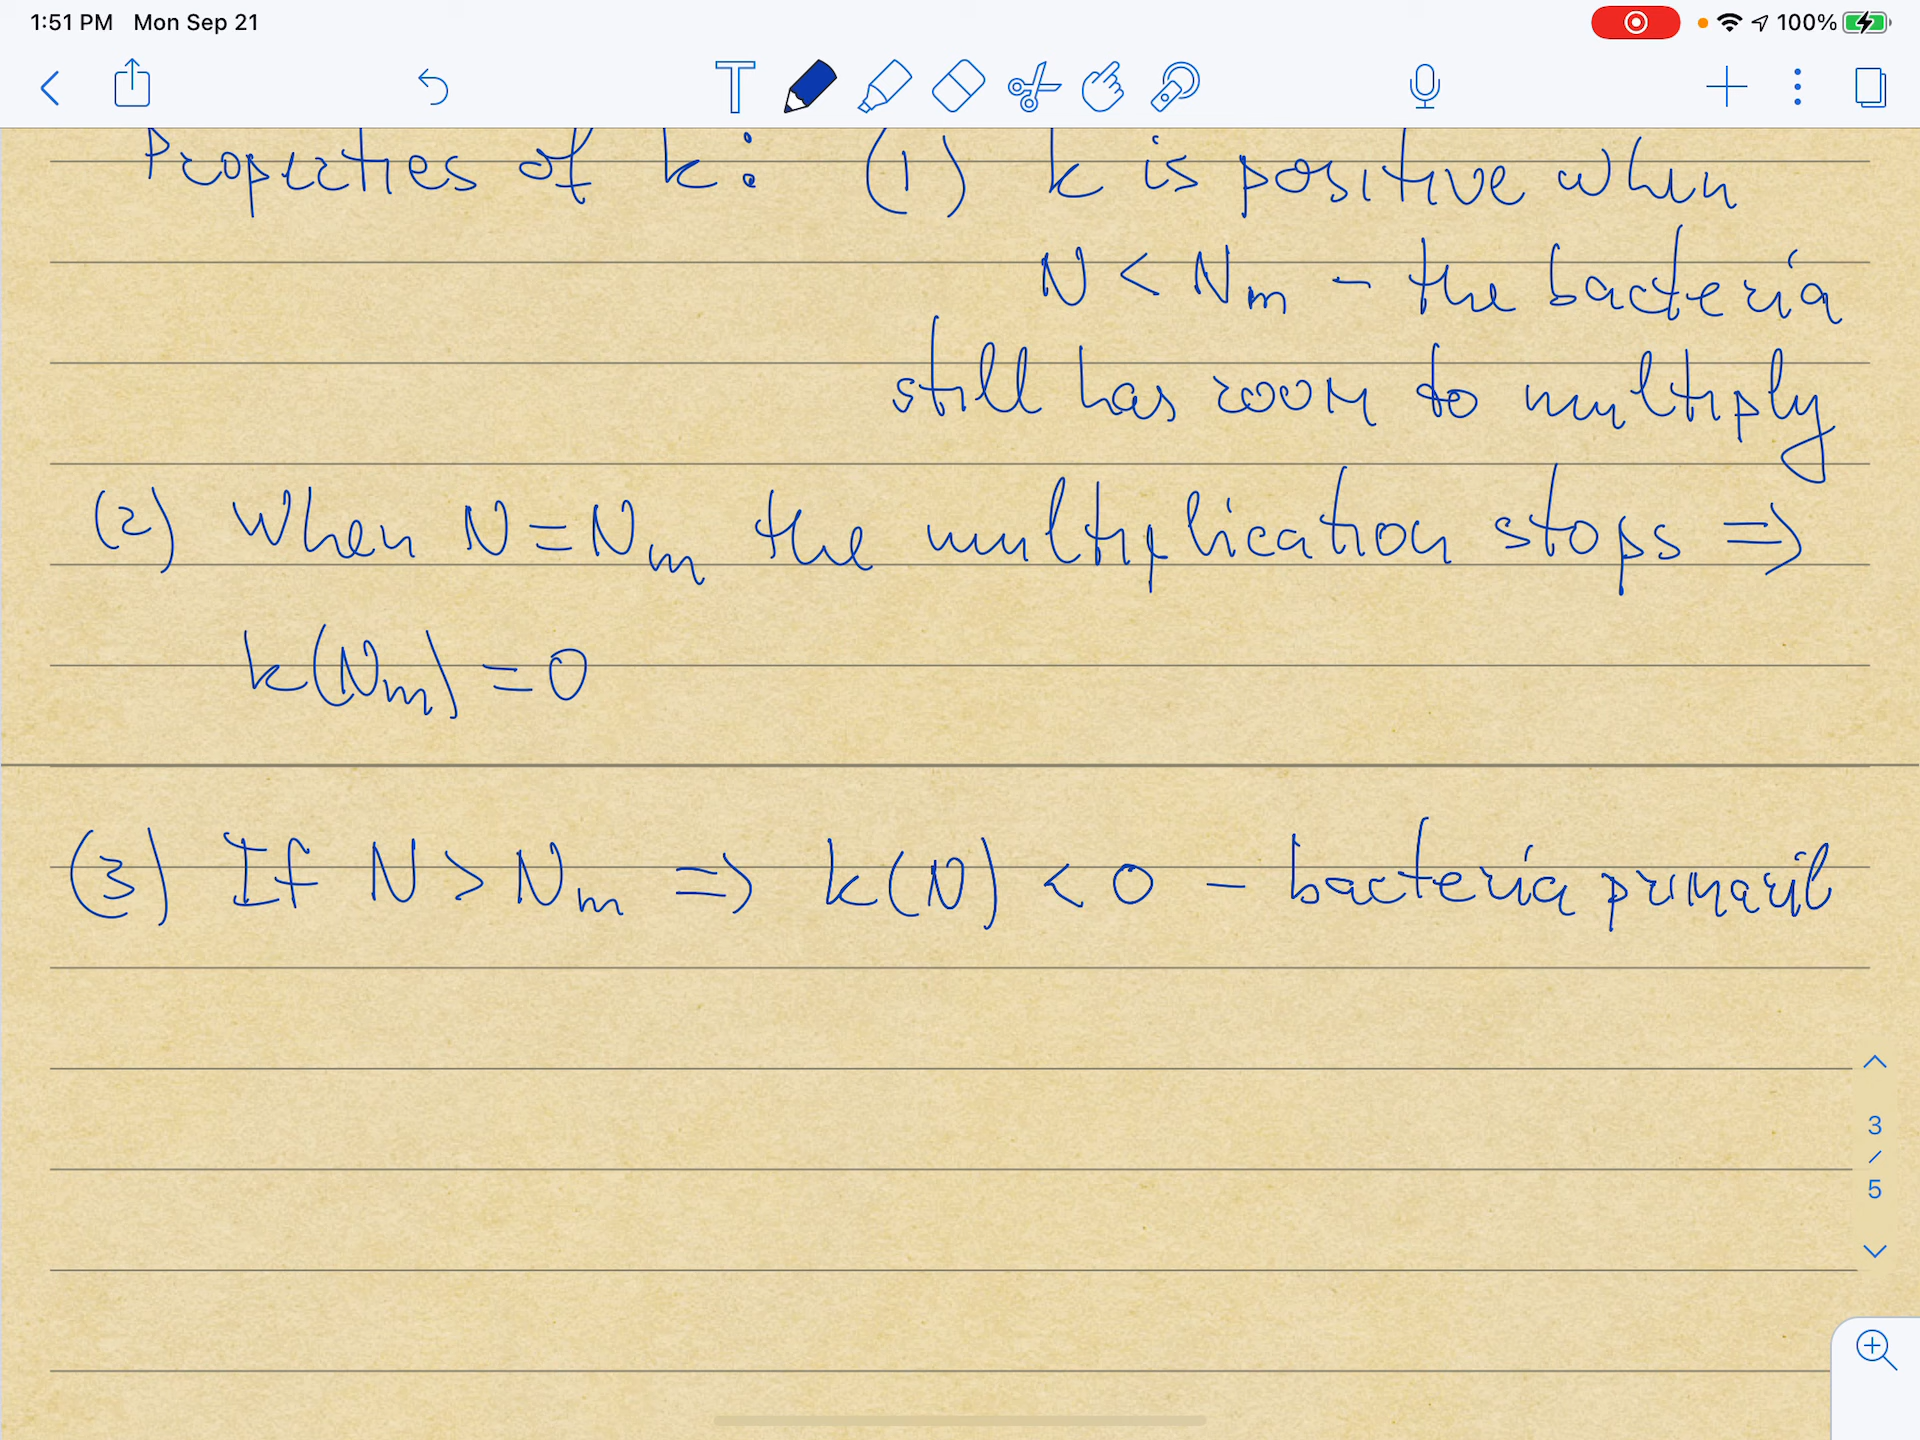 1:51 PM Mon Sep 21 100%
T
Properties of k: (1) k is positive when
N < Nm - the bacteria
still has room to multiply
(2) When N = Nm the multiplication stops =>
k(Nm) = 0
(3) If N > Nm => k(N) < 0 - bacteria primaril
3
/
5